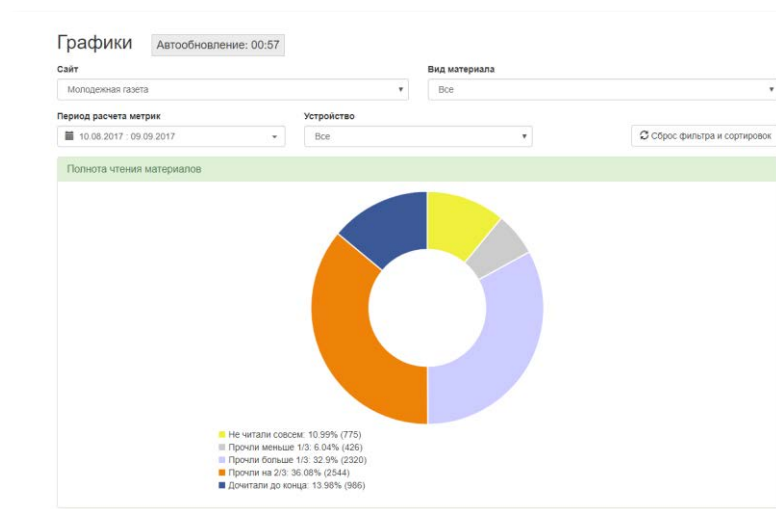 Графики Автообновление: 00:57
Сайт Вид материала
Молодежная газета Все
Период расчета метрик Устройство
10.08.2017 : 09.09.2017 Все Сброс фильтра и сортировок
Полнота чтения материалов
Не читали совсем: 10.99% (775)
Прочли меньше 1/3: 6.04% (426)
Прочли больше 1/3: 32.9% (2320)
Прочли на 2/3: 36.08% (2544)
Дочитали до конца: 13.98% (986)